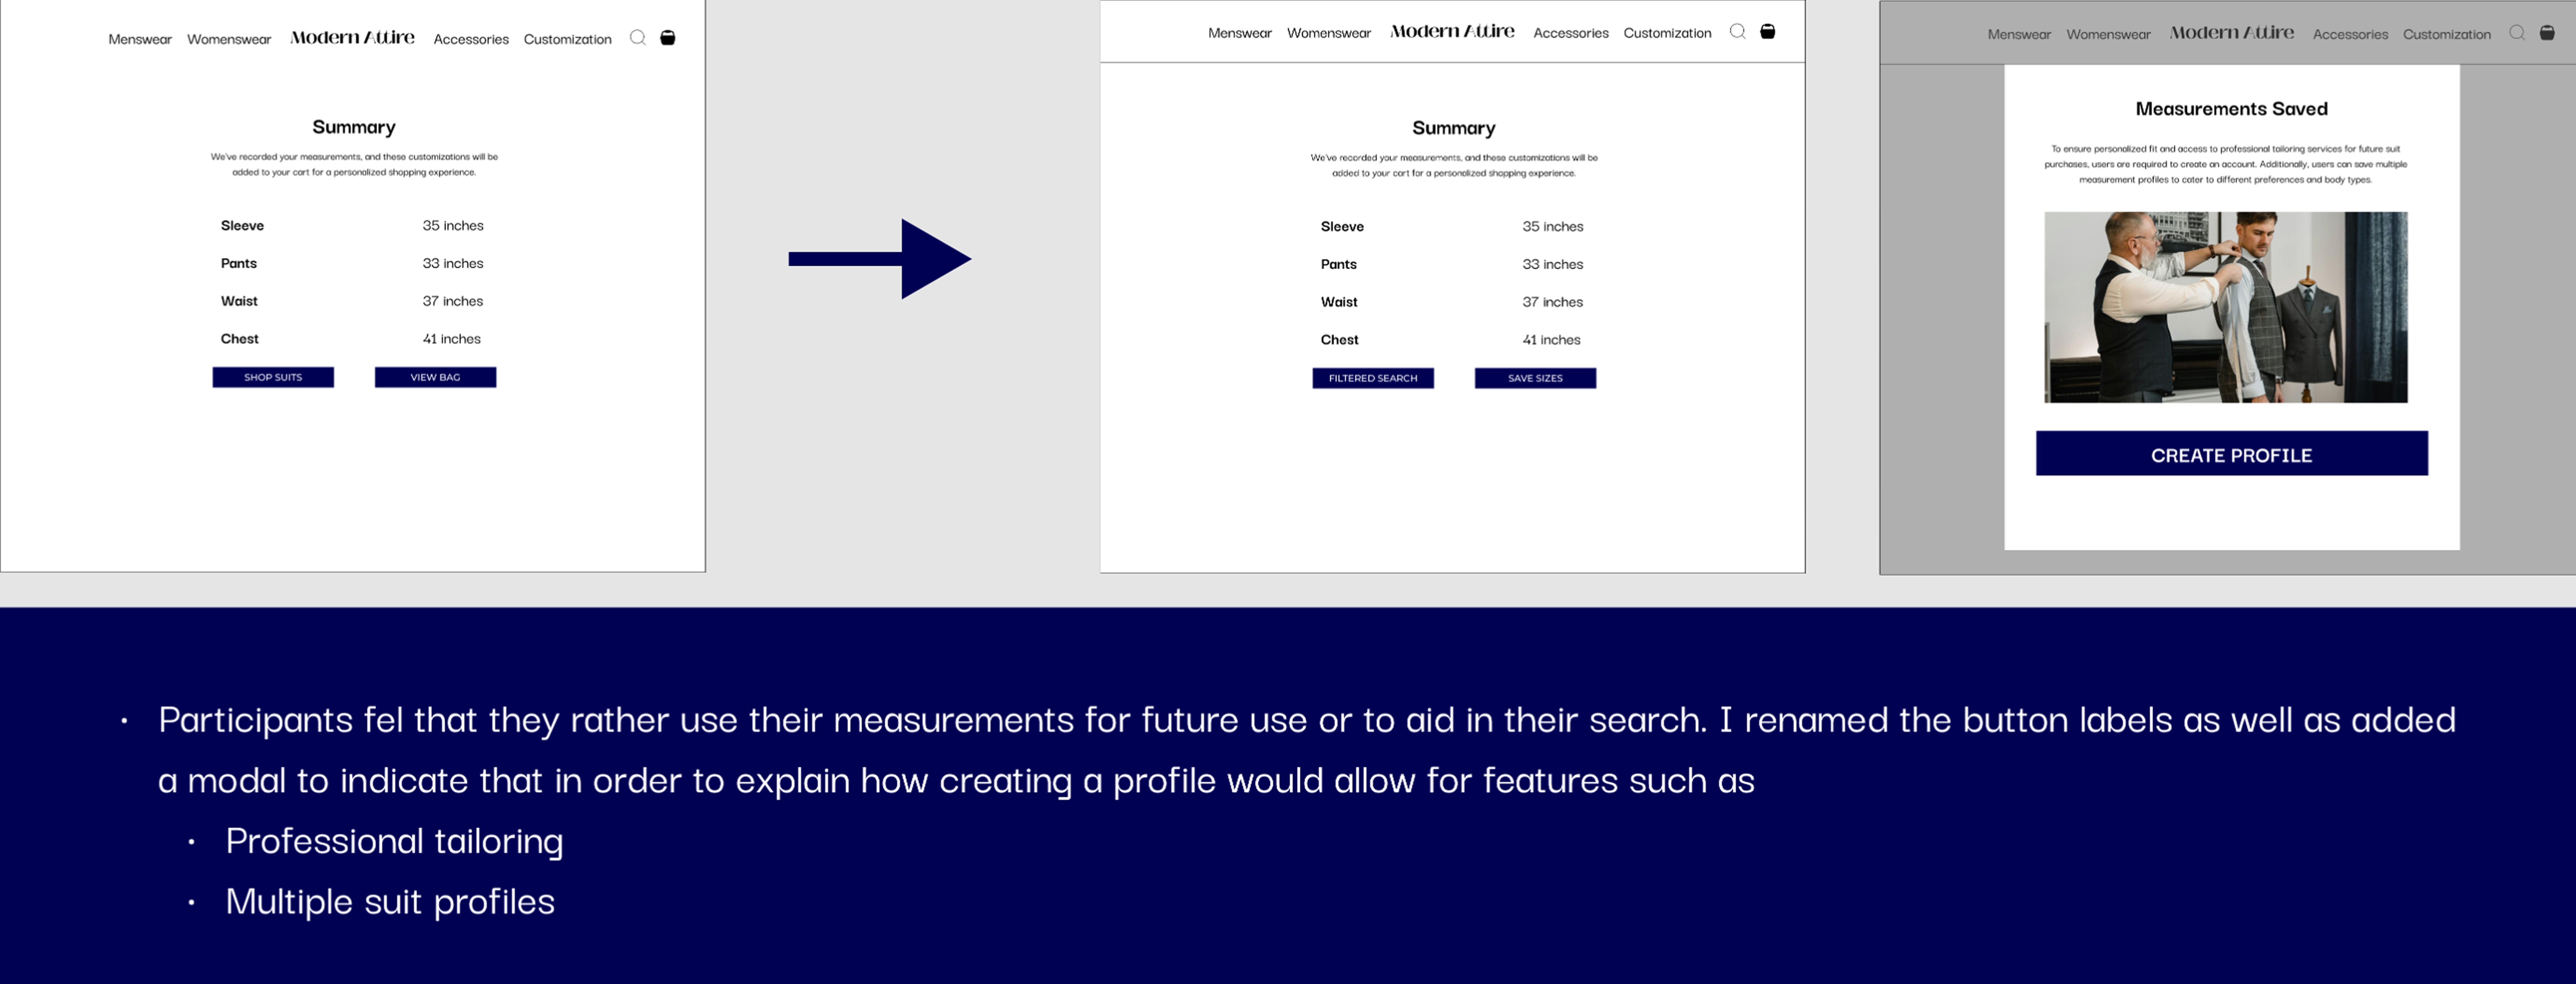 Menswear Womenswear Modern Attire Accessories Customization
Summary
We've recorded your measurements, and these customizations will be
added to your cart for a personalized shopping experience.
Sleeve 35 inches
Pants 33 inches
Waist 37 inches
Chest 41 inches
SHOP SUITS VIEW BAG
Menswear Womenswear Modern Attire Accessories Customization
Summary
We've recorded your measurements, and these customizations will be
added to your cart for a personalized shopping experience.
Sleeve 35 inches
Pants 33 inches
Waist 37 inches
Chest 41 inches
FILTERED SEARCH SAVE SIZES
Menswear Womenswear Modern Attire Accessories Customization
Measurements Saved
To ensure personalized fit and access to professional tailoring services for future suit
purchases, users are required to create an account. Additionally, users can save multiple
measurement profiles to cater to different preferences and body types.
CREATE PROFILE
• Participants fel that they rather use their measurements for future use or to aid in their search. I renamed the button labels as well as added
a modal to indicate that in order to explain how creating a profile would allow for features such as
• Professional tailoring
• Multiple suit profiles